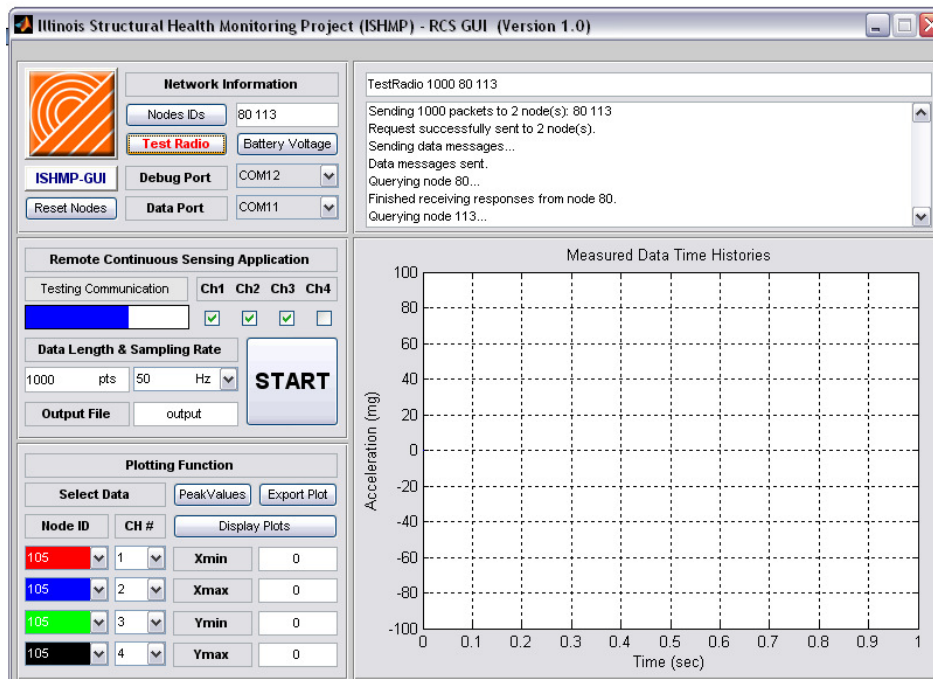 Illinois Structural Health Monitoring Project (ISHMP) - RCS GUI (Version 1.0)
Network Information
Nodes IDs 80 113
Test Radio Battery Voltage
ISHMP-GUI Debug Port COM12
Reset Nodes Data Port COM11
TestRadio 1000 80 113
Sending 1000 packets to 2 node(s): 80 113
Request successfully sent to 2 node(s).
Sending data messages...
Data messages sent.
Querying node 80...
Finished receiving responses from node 80.
Querying node 113...
Remote Continuous Sensing Application
Testing Communication Ch1 Ch2 Ch3 Ch4
Data Length & Sampling Rate
1000 pts 50 Hz START
Output File output
Plotting Function
Select Data PeakValues Export Plot
Node ID CH # Display Plots
105 1 Xmin 0
105 2 Xmax 0
105 3 Ymin 0
105 4 Ymax 0
Measured Data Time Histories
Acceleration (mg)
100
80
60
40
20
0
-20
-40
-60
-80
-100
0 0.1 0.2 0.3 0.4 0.5 0.6 0.7 0.8 0.9 1
Time (sec)